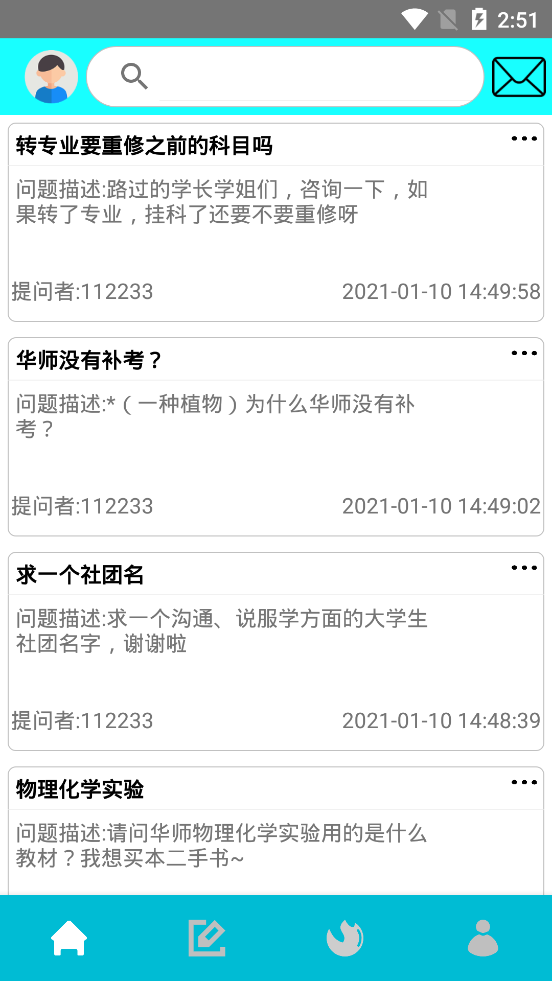 2:51
转专业要重修之前的科目吗
问题描述:路过的学长学姐们，咨询一下，如
果转了专业，挂科了还要不要重修呀
提问者:112233
2021-01-10 14:49:58
华师没有补考？
问题描述:*（一种植物）为什么华师没有补
考？
提问者:112233
2021-01-10 14:49:02
求一个社团名
问题描述:求一个沟通、说服学方面的大学生
社团名字，谢谢啦
提问者:112233
2021-01-10 14:48:39
物理化学实验
问题描述:请问华师物理化学实验用的是什么
教材？我想买本二手书~